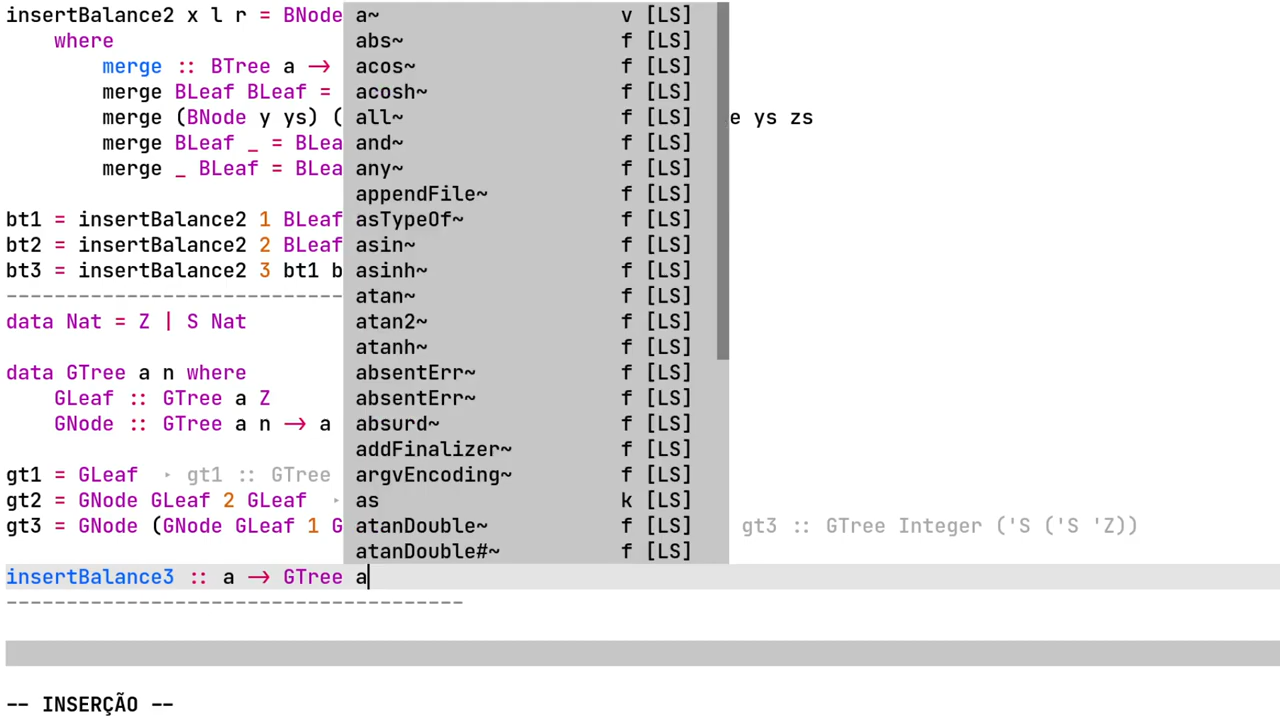 insertBalance2 x l r = BNode a~ v [LS]
where abs~ f [LS]
merge :: BTree a → acos~ f [LS]
merge BLeaf BLeaf = acosh~ f [LS]
merge (BNode y ys) ( all~ f [LS] e ys zs
merge BLeaf _ = BLea and~ f [LS]
merge _ BLeaf = BLea any~ f [LS]
appendFile~ f [LS]
bt1 = insertBalance2 1 BLeaf asTypeOf~ f [LS]
bt2 = insertBalance2 2 BLeaf asin~ f [LS]
bt3 = insertBalance2 3 bt1 b asinh~ f [LS]
---------------------------- atan~ f [LS]
data Nat = Z | S Nat atan2~ f [LS]
atanh~ f [LS]
data GTree a n where absentErr~ f [LS]
GLeaf :: GTree a Z absentErr~ f [LS]
GNode :: GTree a n → a absurd~ f [LS]
addFinalizer~ f [LS]
gt1 = GLeaf ▸ gt1 :: GTree argvEncoding~ f [LS]
gt2 = GNode GLeaf 2 GLeaf ▸ as k [LS]
gt3 = GNode (GNode GLeaf 1 G atanDouble~ f [LS] gt3 :: GTree Integer ('S ('S 'Z))
atanDouble#~ f [LS]
insertBalance3 :: a → GTree a
--------------------------------------
-- INSERÇÃO --